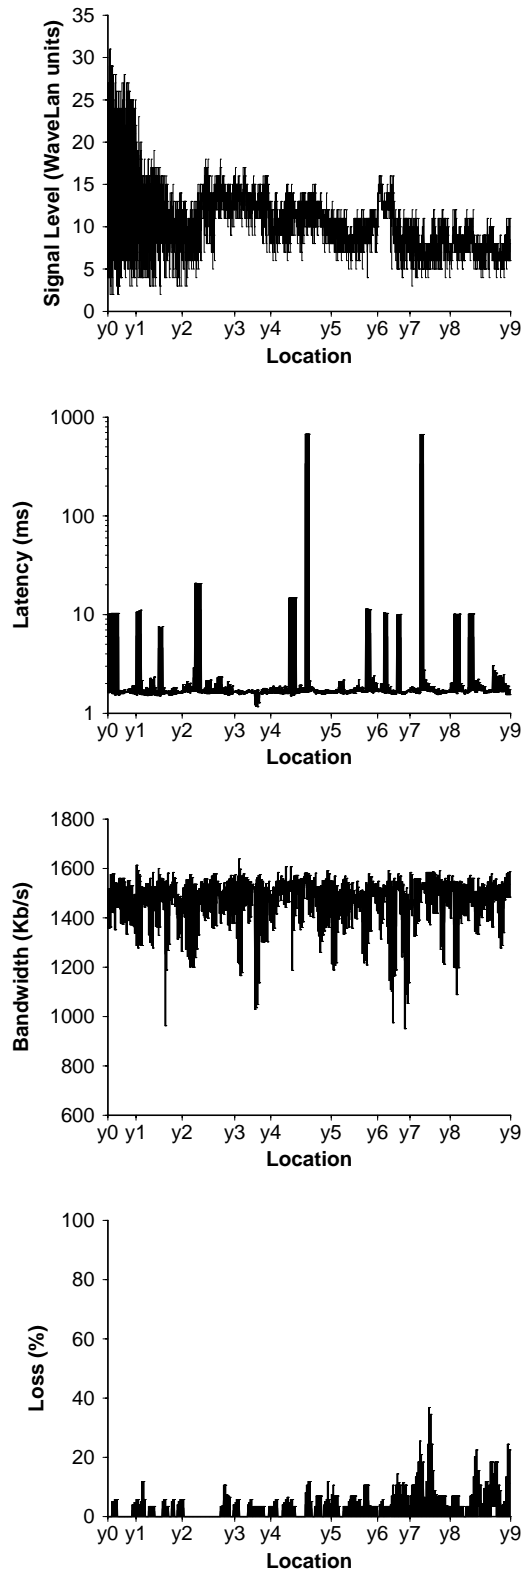 35
30
25
20
15
10
5
0
Signal Level (WaveLan units)
y0 y1 y2 y3 y4 y5 y6 y7 y8 y9
Location
1000
100
10
1
Latency (ms)
y0 y1 y2 y3 y4 y5 y6 y7 y8 y9
Location
1800
1600
1400
1200
1000
800
600
Bandwidth (Kb/s)
y0 y1 y2 y3 y4 y5 y6 y7 y8 y9
Location
100
80
60
40
20
0
Loss (%)
y0 y1 y2 y3 y4 y5 y6 y7 y8 y9
Location